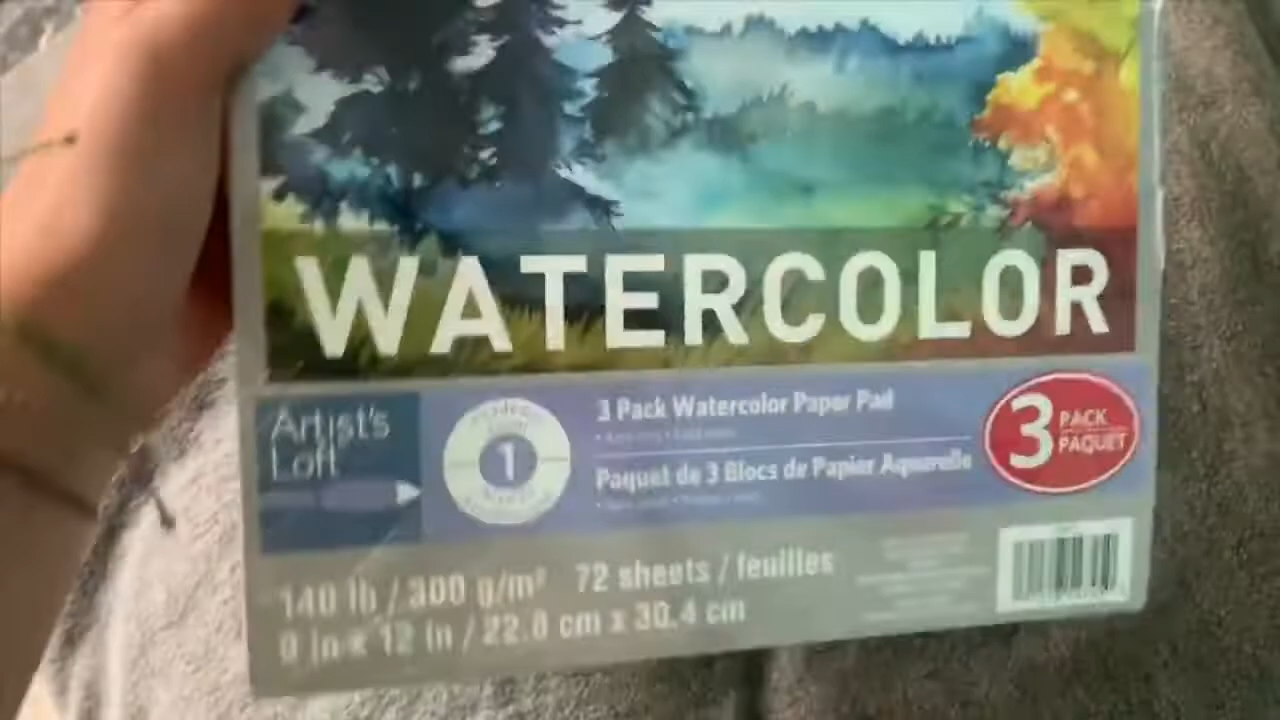 WATERCOLOR
Artist's
Loft
1
3 Pack Watercolor Paper Pad
Paquet de 3 Blocs de Papier Aquarelle
3 PACK
PAQUET
140 lb / 300 g/m²
72 sheets / feuilles
9 in x 12 in / 22.8 cm x 30.4 cm